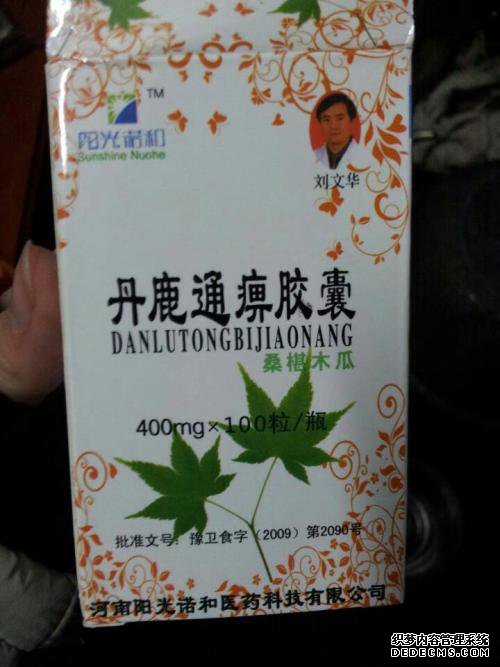 TM
阳光诺和
Sunshine Nuohe
刘文华
丹鹿通痹胶囊
DANLUTONGBIJIAONANG
桑椹木瓜
400mg×100粒/瓶
批准文号：豫卫食字（2009）第2090号
河南阳光诺和医药科技有限公司
织梦内容管理系统
DEDECMS.COM